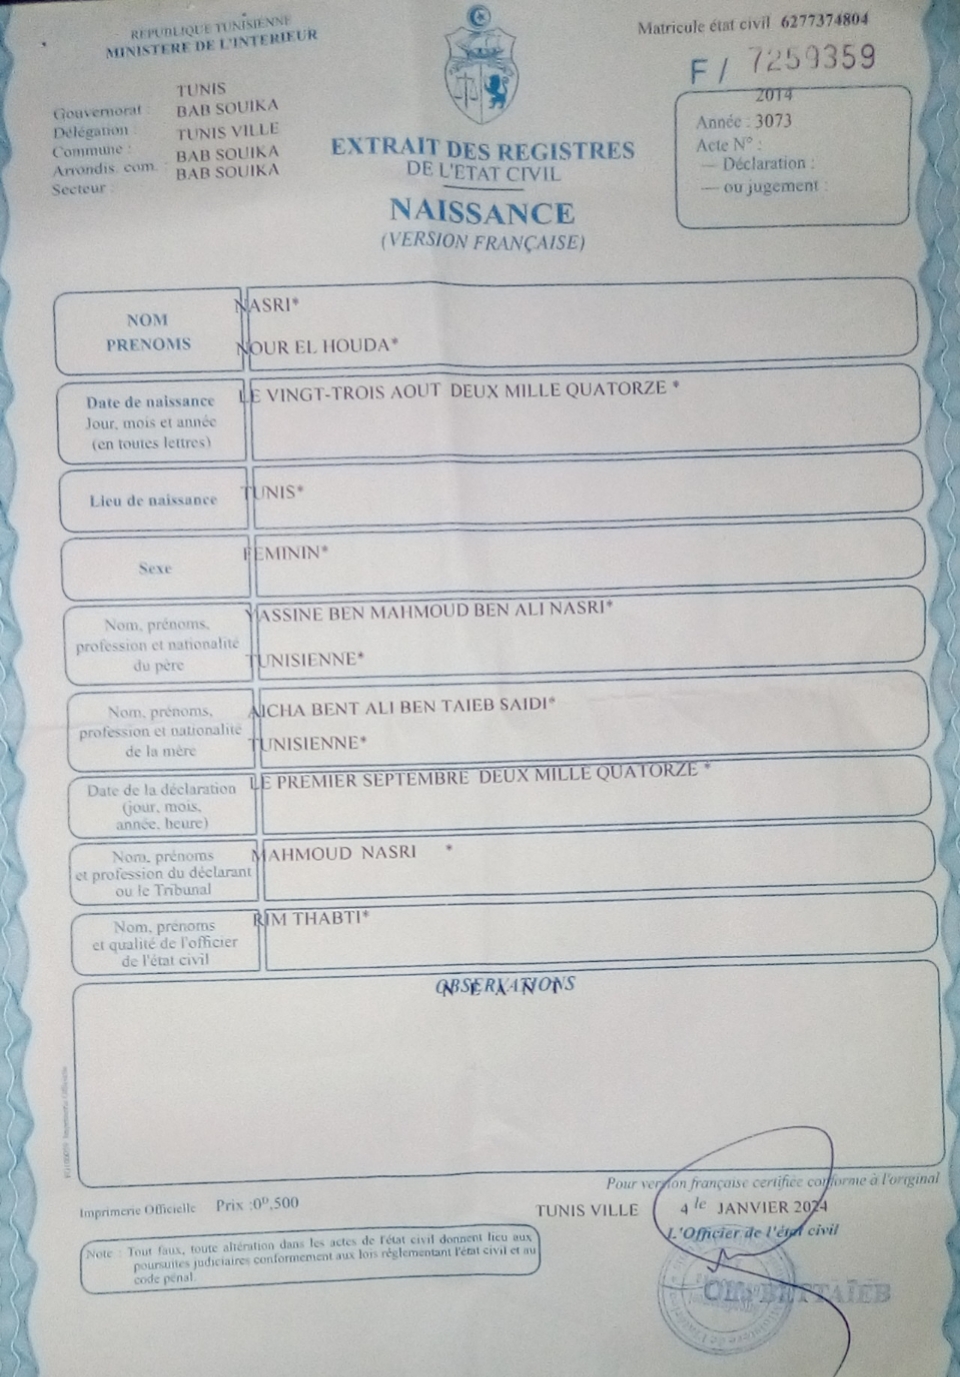 REPUBLIQUE TUNISIENNE
MINISTERE DE L'INTERIEUR
Matricule état civil 6277374804
F/ 7259359
Gouvernorat : TUNIS
Délégation : BAB SOUIKA
Commune : TUNIS VILLE
Arrondis. com. BAB SOUIKA
Secteur : BAB SOUIKA
2014
Année : 3073
Acte N° :
— Déclaration :
— ou jugement :
EXTRAIT DES REGISTRES
DE L'ETAT CIVIL
NAISSANCE
(VERSION FRANÇAISE)
NOM
PRENOMS
NASRI*
NOUR EL HOUDA*
Date de naissance
Jour, mois et année
(en toutes lettres)
LE VINGT-TROIS AOUT DEUX MILLE QUATORZE *
Lieu de naissance
TUNIS*
Sexe
FEMININ*
Nom, prénoms,
profession et nationalité
du père
YASSINE BEN MAHMOUD BEN ALI NASRI*
TUNISIENNE*
Nom, prénoms,
profession et nationalité
de la mère
AICHA BENT ALI BEN TAIEB SAIDI*
TUNISIENNE*
Date de la déclaration
(jour, mois,
année, heure)
LE PREMIER SEPTEMBRE DEUX MILLE QUATORZE *
Nom, prénoms
et profession du déclarant
ou le Tribunal
MAHMOUD NASRI *
Nom, prénoms
et qualité de l'officier
de l'état civil
RIM THABTI*
OBSERVATIONS
N E A N T
Pour version française certifiée conforme à l'original
Imprimerie Officielle Prix :0ᴰ,500
TUNIS VILLE 4 le JANVIER 2024
L'Officier de l'état civil
Note : Tout faux, toute altération dans les actes de l'état civil donnent lieu aux
poursuites judiciaires conformement aux lois règlementant l'état civil et au
code pénal.
BETTAIEB